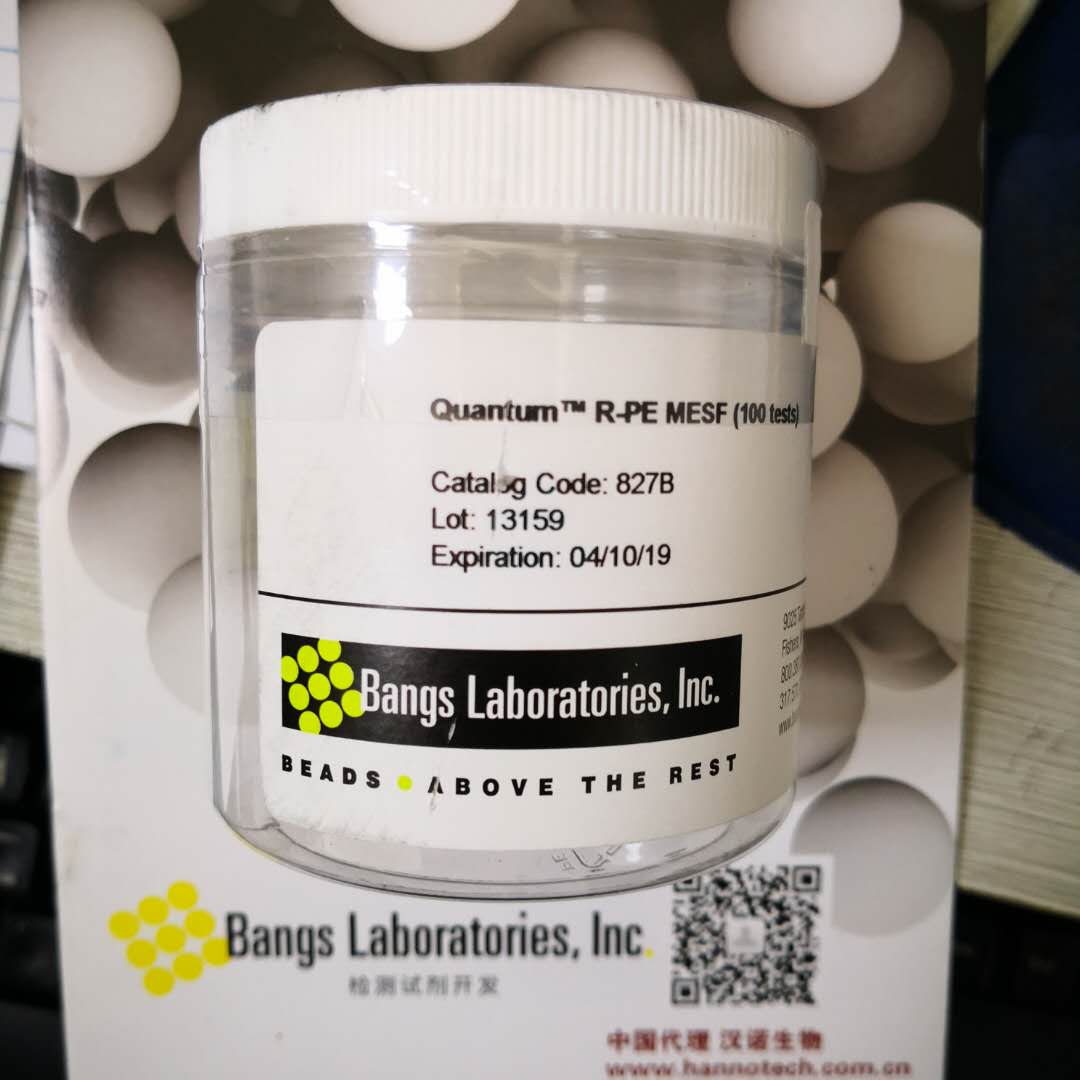 Quantum™ R-PE MESF (100 tests)
Catalog Code: 827B
Lot: 13159
Expiration: 04/10/19
Bangs Laboratories, Inc.
BEADS • ABOVE THE REST
9025
Fishers,
Bangs Laboratories, Inc.
检测试剂开发
中国代理 汉诺生物
www.hannotech.com.cn